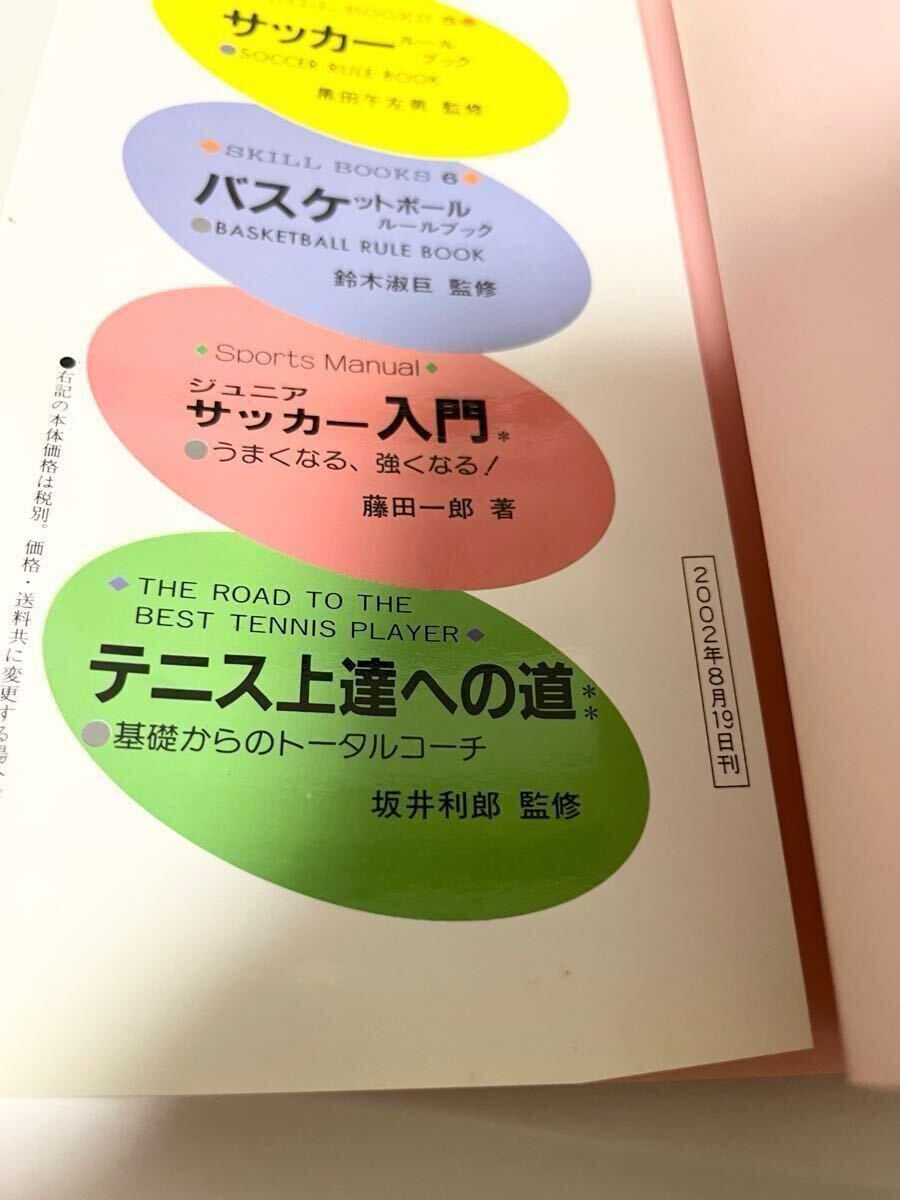 サッカー ルール
ブック
SOCCER RULE BOOK
監修
SKILL BOOKS 6
バスケットボール
ルールブック
BASKETBALL RULE BOOK
鈴木淑巨 監修
Sports Manual
ジュニア
サッカー入門*
うまくなる、強くなる!
藤田一郎 著
THE ROAD TO THE
BEST TENNIS PLAYER
テニス上達への道**
基礎からのトータルコーチ
坂井利郎 監修
●右記の本体価格は税別。価格・送料共に変更する場
2002年8月19日刊